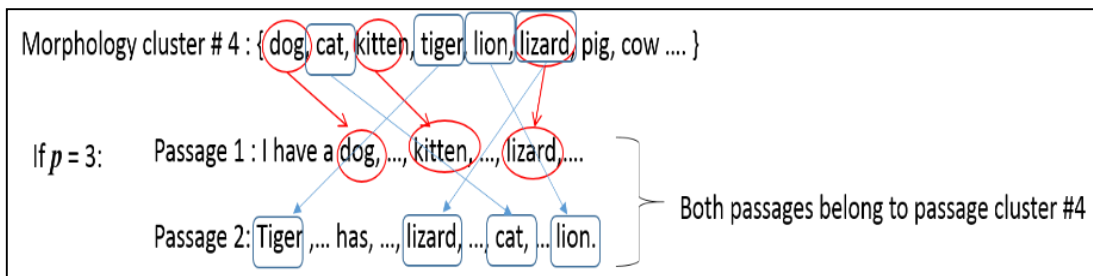 Morphology cluster # 4 : { dog, cat, kitten, tiger, lion, lizard, pig, cow .... }
If p = 3: Passage 1 : I have a dog, ..., kitten, ..., lizard,....
Both passages belong to passage cluster #4
Passage 2: Tiger ,... has, ..., lizard, ..., cat, ... lion.